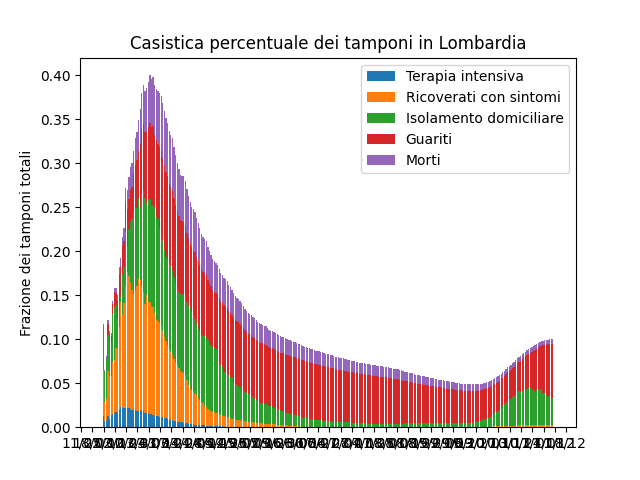 Casistica percentuale dei tamponi in Lombardia
Terapia intensiva
Ricoverati con sintomi
Isolamento domiciliare
Guariti
Morti
Frazione dei tamponi totali
0.40
0.35
0.30
0.25
0.20
0.15
0.10
0.05
0.00